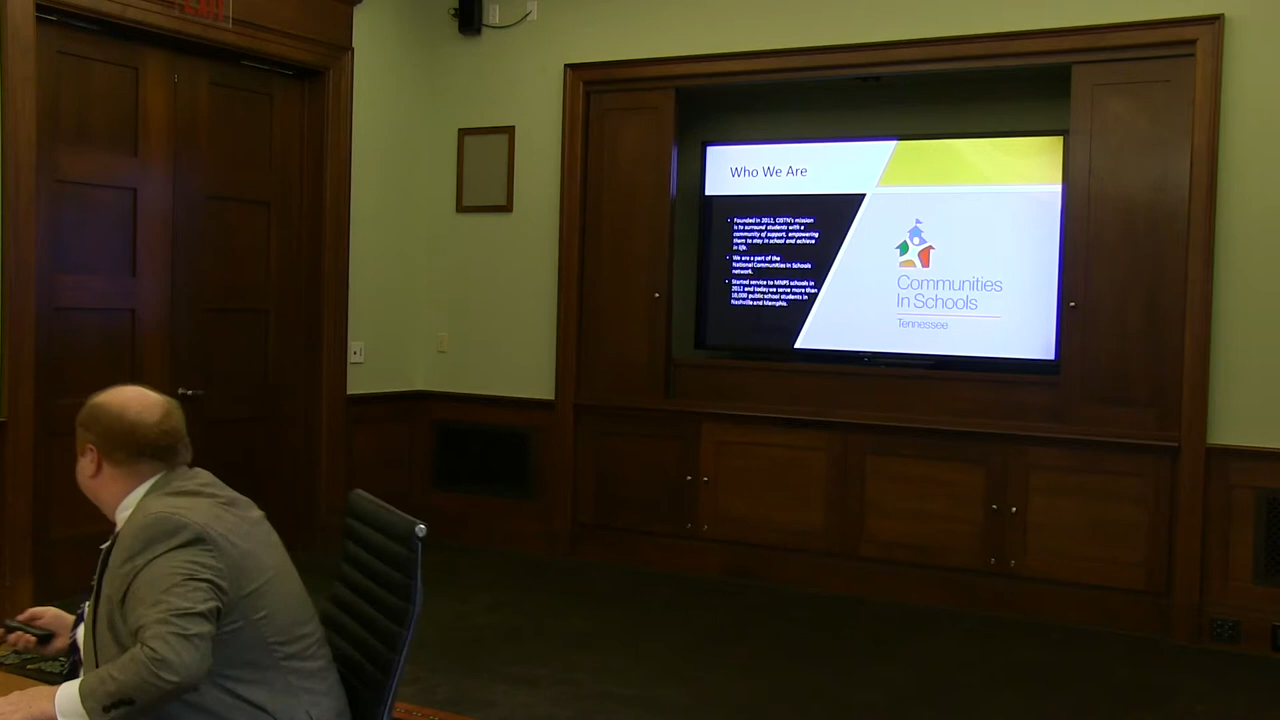 EXIT
Who We Are
• Founded in 2012, CISTN's mission
is to surround students with a
community of support, empowering
them to stay in school and achieve
in life.
• We are a part of the
National Communities In Schools
network.
• Started service to MNPS schools in
2012 and today we serve more than
18,000 public school students in
Nashville and Memphis.
Communities
In Schools
Tennessee